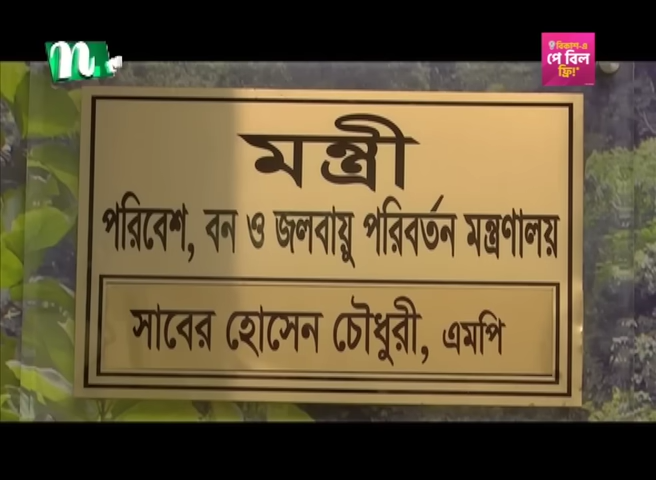 বিকাশ-এ
পে বিল
ফ্রি!*
মন্ত্রী
পরিবেশ, বন ও জলবায়ু পরিবর্তন মন্ত্রণালয়
সাবের হোসেন চৌধুরী, এমপি